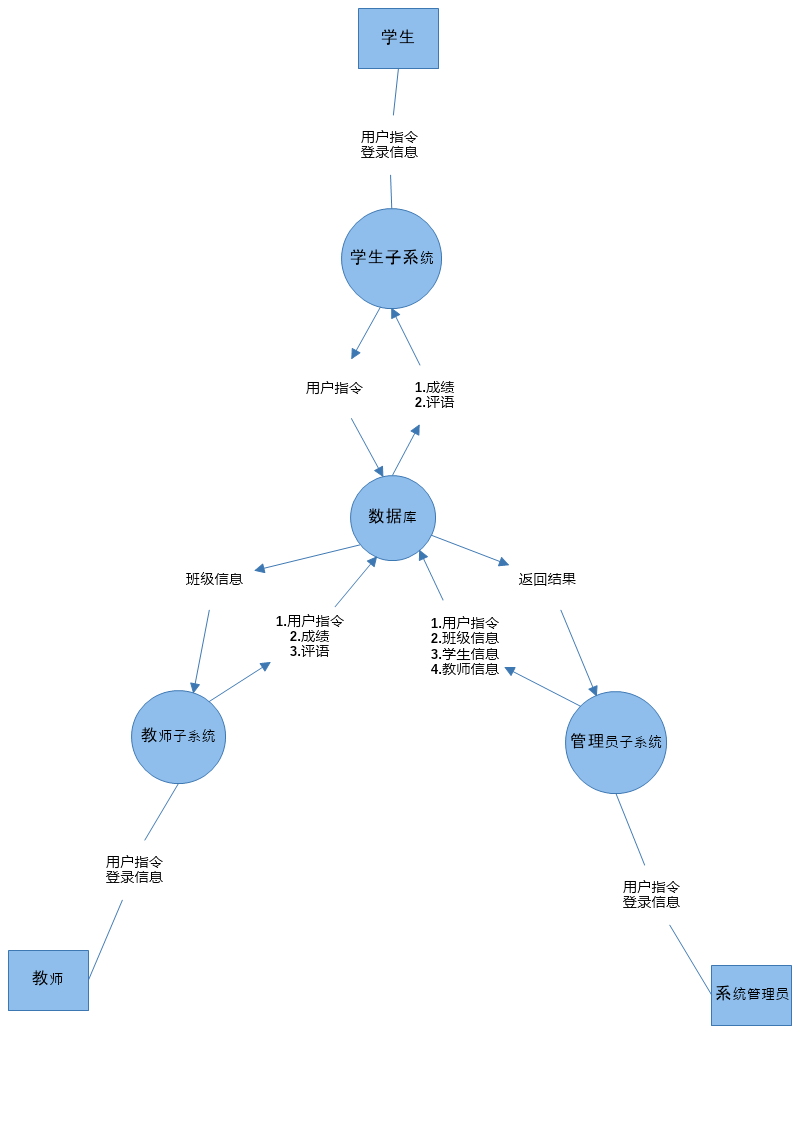 学生
用户指令
登录信息
学生子系统
用户指令
1.成绩
2.评语
数据库
班级信息
返回结果
1.用户指令
2.成绩
3.评语
1.用户指令
2.班级信息
3.学生信息
4.教师信息
教师子系统
管理员子系统
用户指令
登录信息
用户指令
登录信息
教师
系统管理员